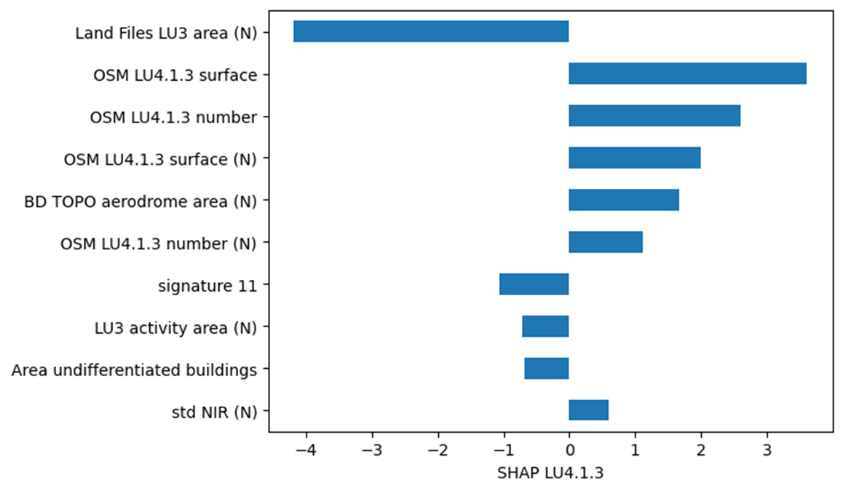 Land Files LU3 area (N)
OSM LU4.1.3 surface
OSM LU4.1.3 number
OSM LU4.1.3 surface (N)
BD TOPO aerodrome area (N)
OSM LU4.1.3 number (N)
signature 11
LU3 activity area (N)
Area undifferentiated buildings
std NIR (N)
−4 −3 −2 −1 0 1 2 3
SHAP LU4.1.3